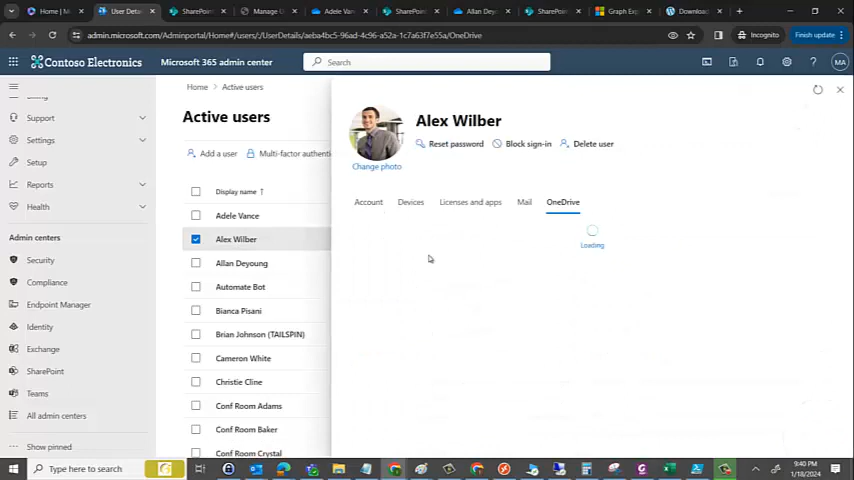 Home | M
User Deta
SharePoint
Manage U
Adele Van
SharePoint
Allan Dey
SharePoint
Graph Exp
Download
admin.microsoft.com/Adminportal/Home#/users/:/UserDetails/aeba4bc5-96ad-4c96-a52a-1c7a63f7e55a/OneDrive
Incognito
Finish update
Contoso Electronics
Microsoft 365 admin center
Search
MA
Support
Settings
Setup
Reports
Health
Admin centers
Security
Compliance
Endpoint Manager
Identity
Exchange
SharePoint
Teams
All admin centers
Show pinned
Home
Active users
Active users
Add a user
Multi-factor authenti
Display name ↑
Adele Vance
Alex Wilber
Allan Deyoung
Automate Bot
Bianca Pisani
Brian Johnson (TAILSPIN)
Cameron White
Christie Cline
Conf Room Adams
Conf Room Baker
Conf Room Crystal
Alex Wilber
Change photo
Reset password
Block sign-in
Delete user
Account
Devices
Licenses and apps
Mail
OneDrive
Loading
Type here to search
9:40 PM
1/18/2024